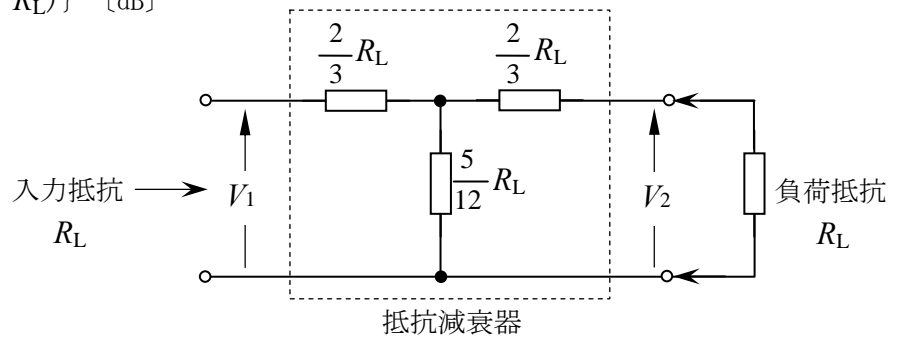 R_L)} 〔dB〕
2/3 R_L
2/3 R_L
5/12 R_L
入力抵抗
R_L
V1
V2
負荷抵抗
R_L
抵抗減衰器